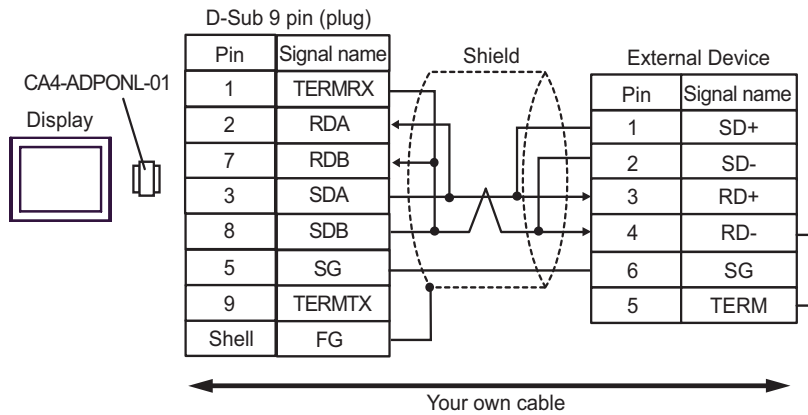 D-Sub 9 pin (plug)
Pin Signal name
1 TERMRX
2 RDA
7 RDB
3 SDA
8 SDB
5 SG
9 TERMTX
Shell FG
CA4-ADPONL-01
Display
Shield
External Device
Pin Signal name
1 SD+
2 SD-
3 RD+
4 RD-
6 SG
5 TERM
Your own cable